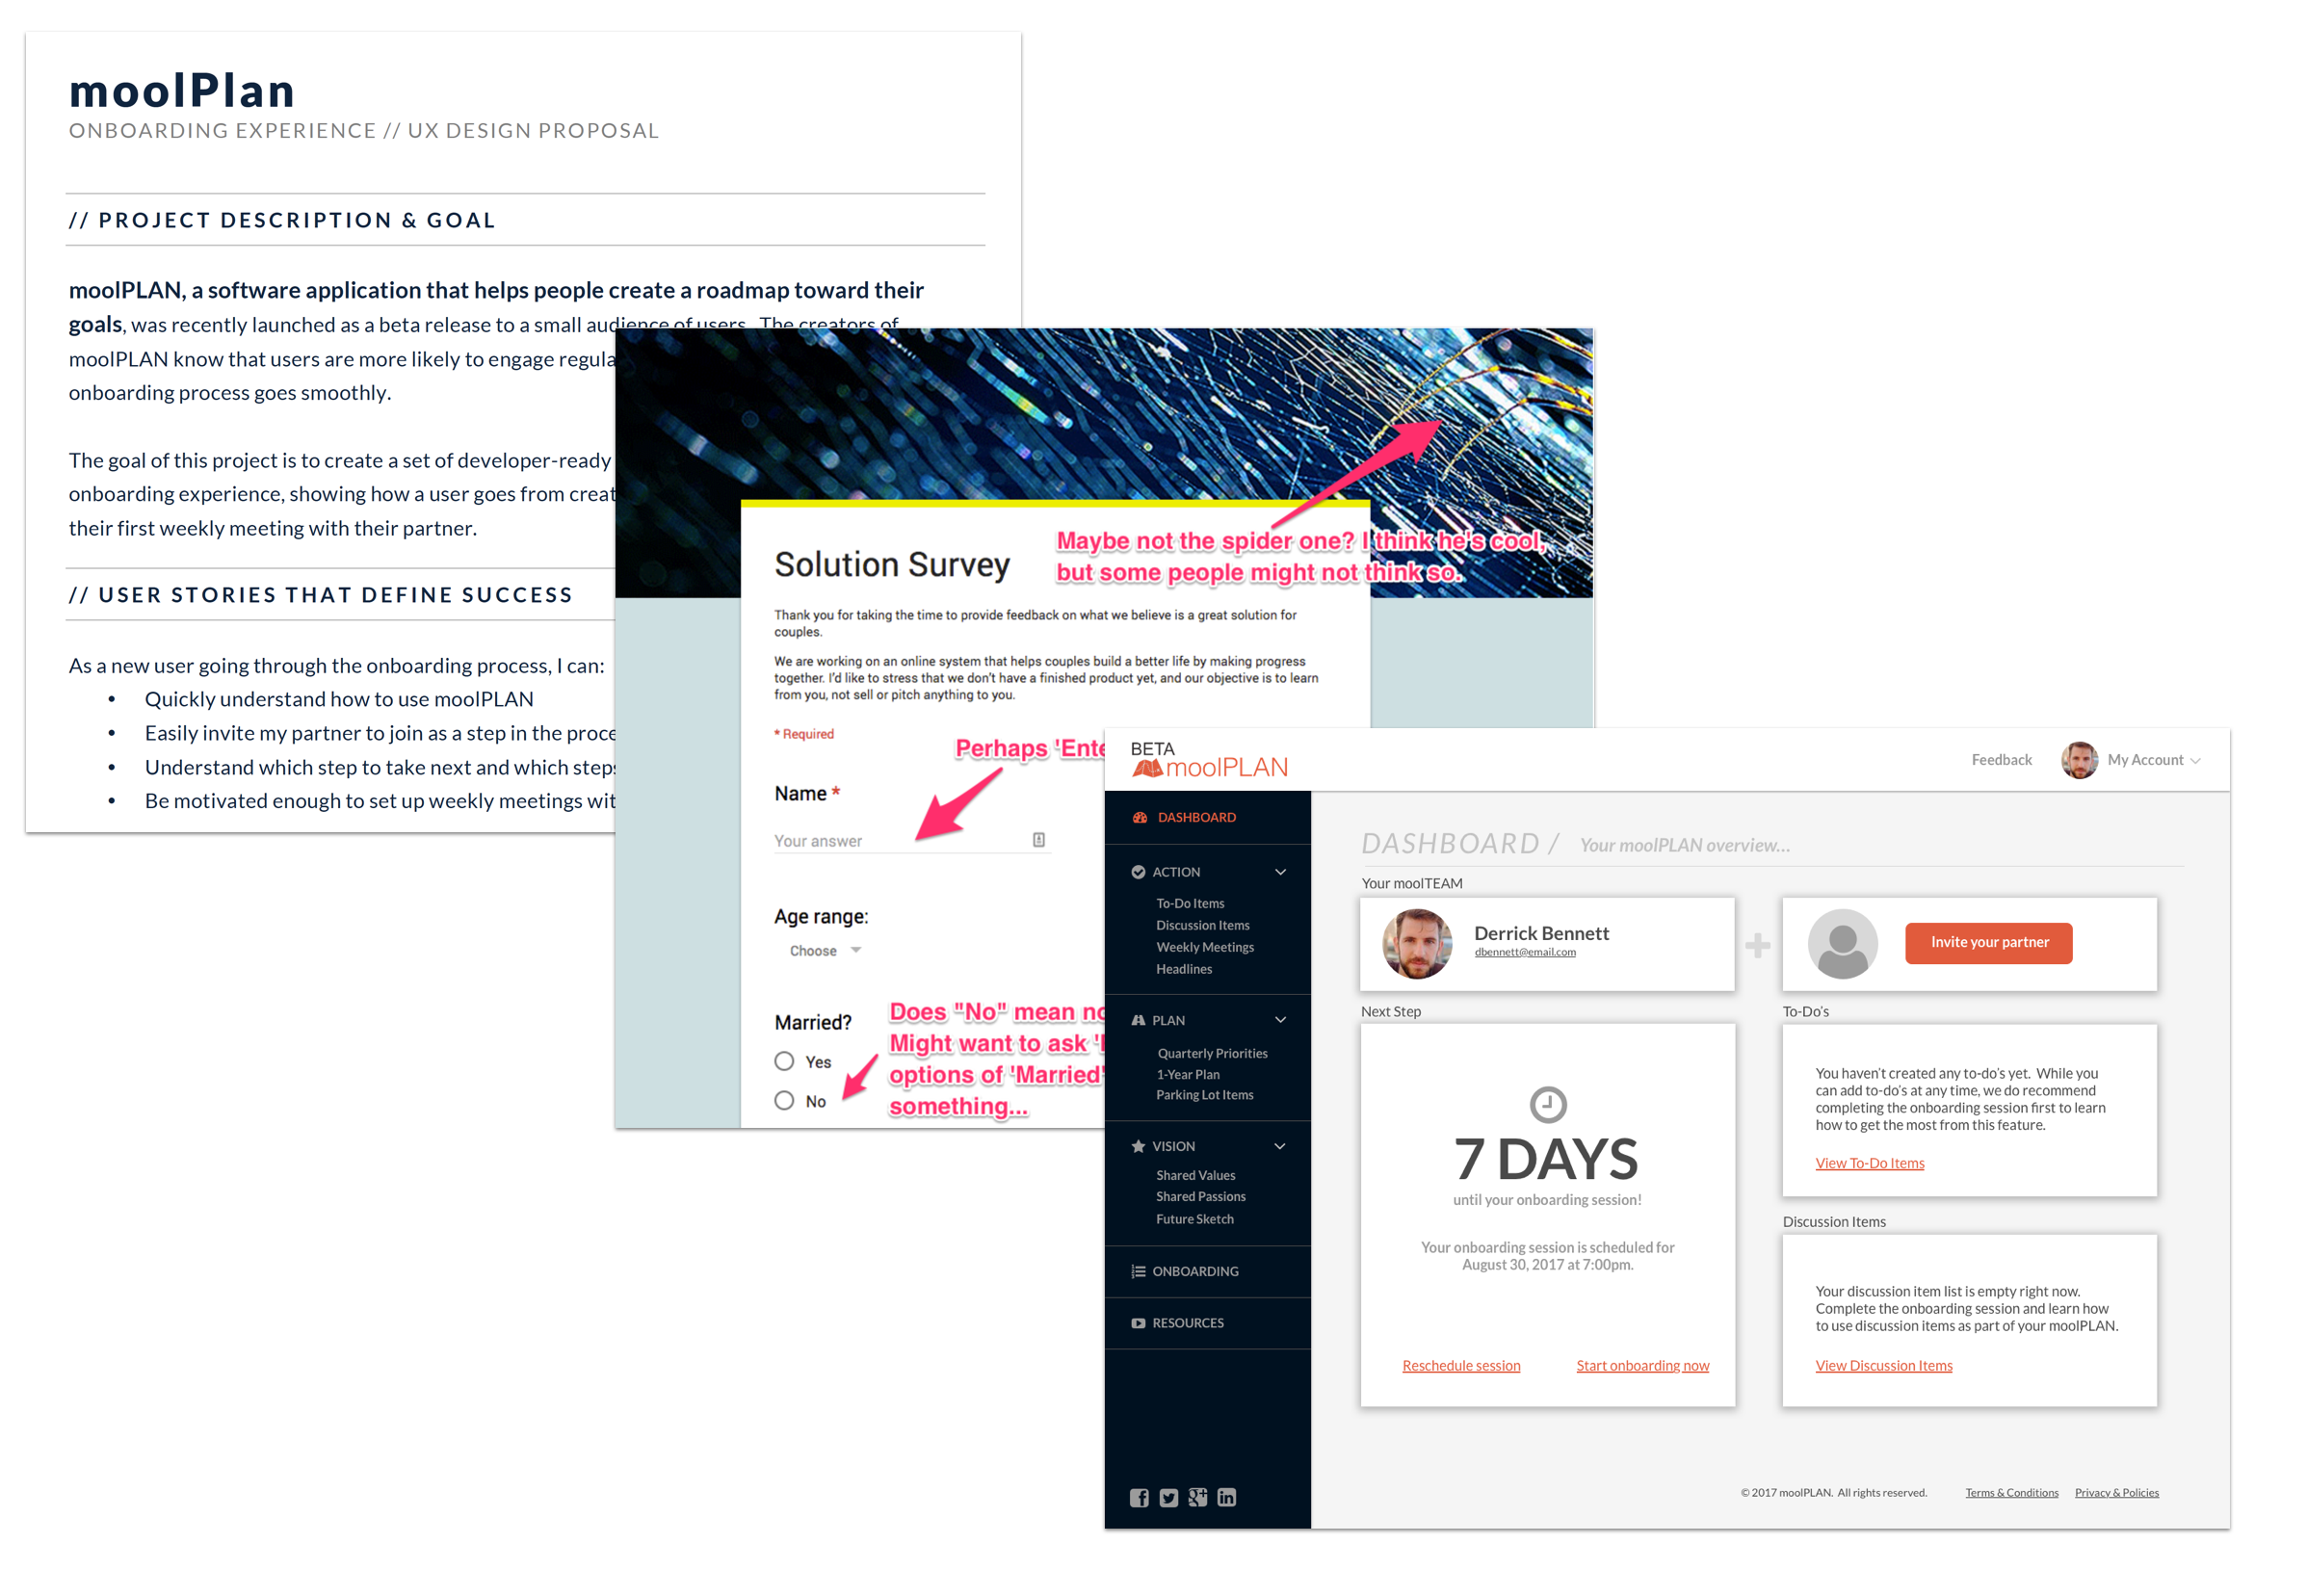 moolPlan
ONBOARDING EXPERIENCE // UX DESIGN PROPOSAL
// PROJECT DESCRIPTION & GOAL
moolPLAN, a software application that helps people create a roadmap toward their
goals, was recently launched as a beta release to a small audience of users. The creators of
moolPLAN know that users are more likely to engage
onboarding process goes smoothly.
The goal of this project is to create a set of developer-ready
onboarding experience, showing how a user goes from
their first weekly meeting with their partner.
// USER STORIES THAT DEFINE SUCCESS
As a new user going through the onboarding process, I can:
• Quickly understand how to use moolPLAN
• Easily invite my partner to join as a step in the
• Understand which step to take next and which
• Be motivated enough to set up weekly meetings
Maybe not the spider one? I think he's cool,
but some people might not think so.
Solution Survey
Thank you for taking the time to provide feedback on what we believe is a great solution for
couples.
We are working on an online system that helps couples build a better life by making progress
together. I'd like to stress that we don't have a finished product yet, and our objective is to learn
from you, not sell or pitch anything to you.
* Required
Perhaps
Name *
Your answer
Age range:
Choose
Married?
Yes
No
Does "No" mean
Might want to ask
options of 'Married'
something...
BETA
moolPLAN
Feedback
My Account
DASHBOARD
ACTION
To-Do Items
Discussion Items
Weekly Meetings
Headlines
PLAN
Quarterly Priorities
1-Year Plan
Parking Lot Items
VISION
Shared Values
Shared Passions
Future Sketch
ONBOARDING
RESOURCES
DASHBOARD / Your moolPLAN overview...
Your moolTEAM
Derrick Bennett
dbennett@email.com
Invite your partner
Next Step
7 DAYS
until your onboarding session!
Your onboarding session is scheduled for
August 30, 2017 at 7:00pm.
Reschedule session
Start onboarding now
To-Do's
You haven't created any to-do's yet. While you
can add to-do's at any time, we do recommend
completing the onboarding session first to learn
how to get the most from this feature.
View To-Do Items
Discussion Items
Your discussion item list is empty right now.
Complete the onboarding session and learn how
to use discussion items as part of your moolPLAN.
View Discussion Items
© 2017 moolPLAN. All rights reserved.
Terms & Conditions
Privacy & Policies